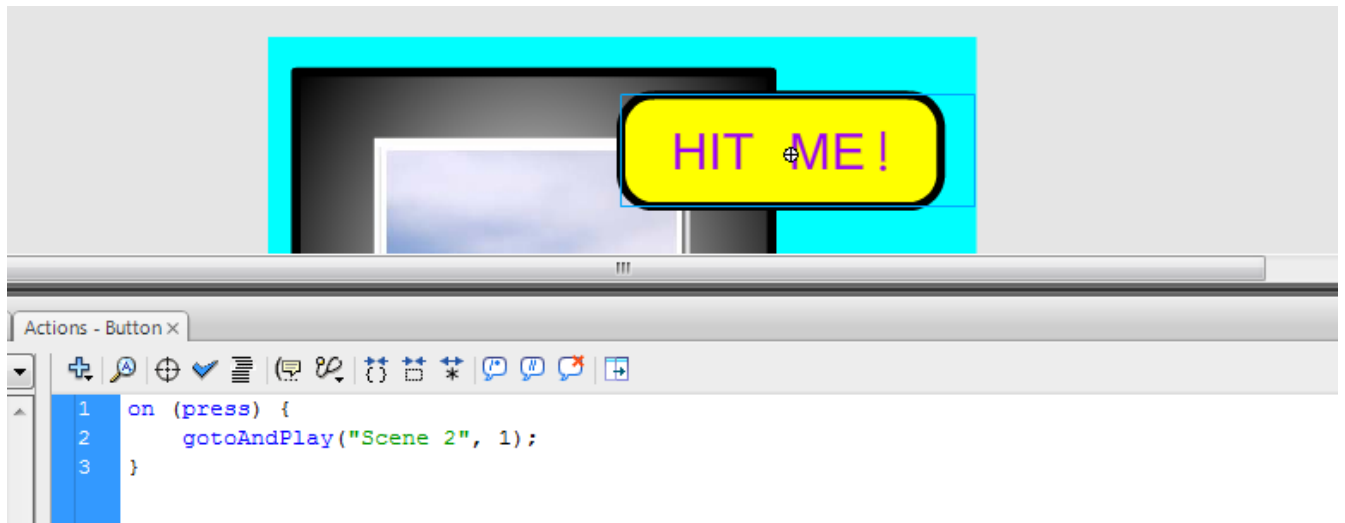 HIT ME!
Actions - Button
1 on (press) {
2 gotoAndPlay("Scene 2", 1);
3 }